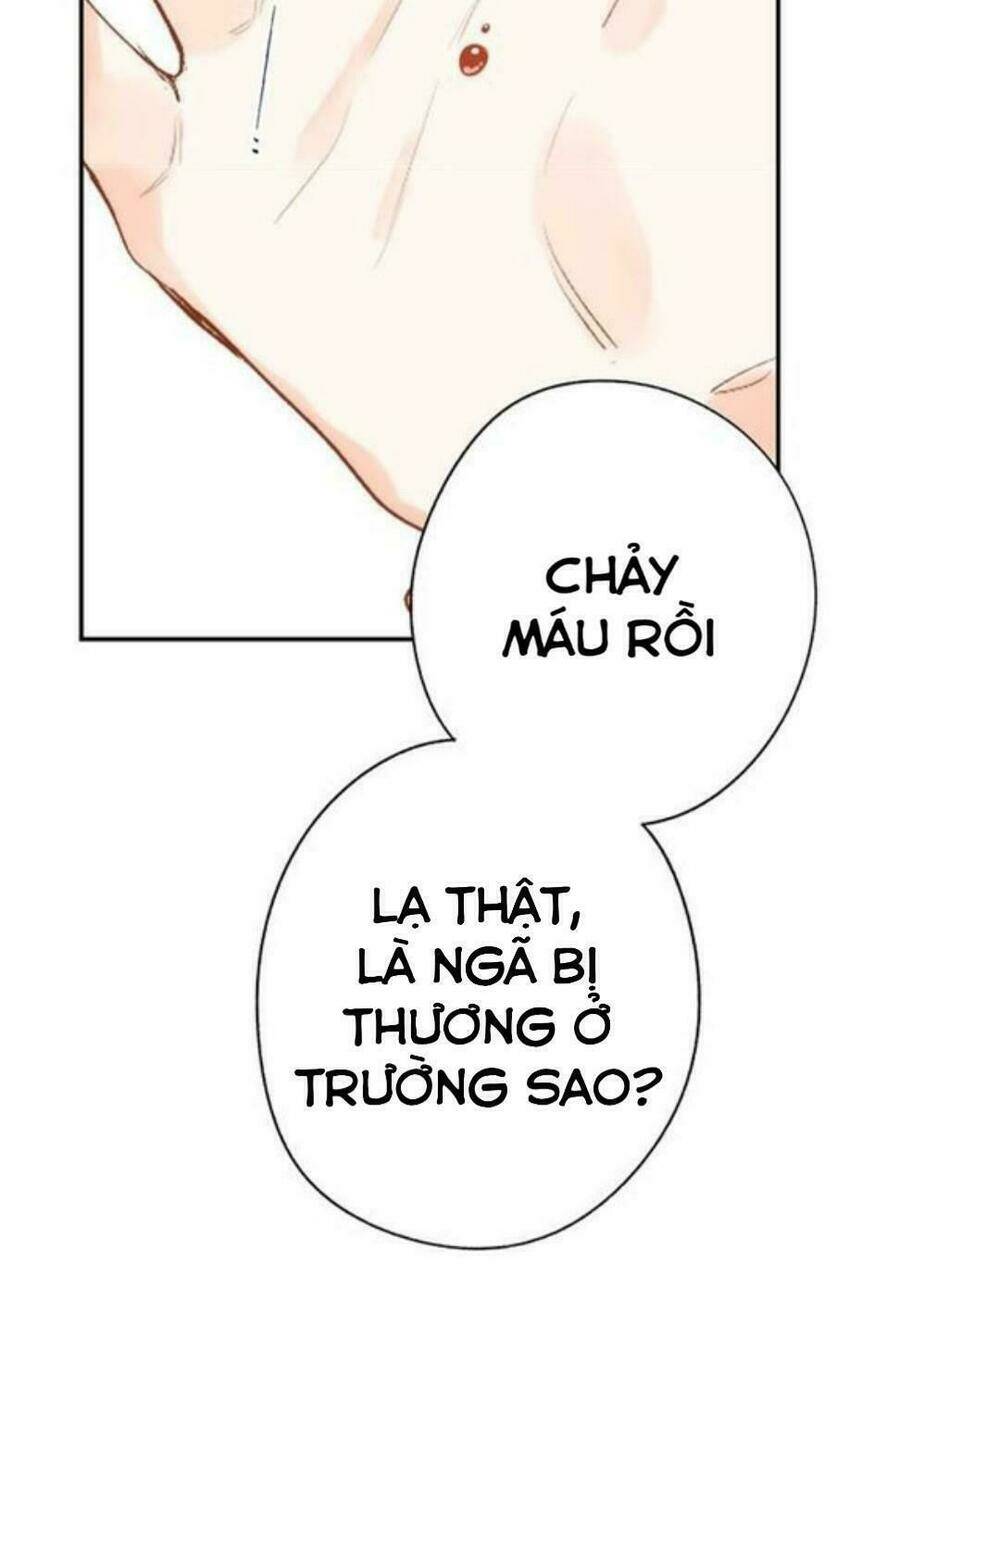 CHẢY
MÁU RỒI
LẠ THẬT,
LÀ NGÃ BỊ
THƯƠNG Ở
TRƯỜNG SAO?